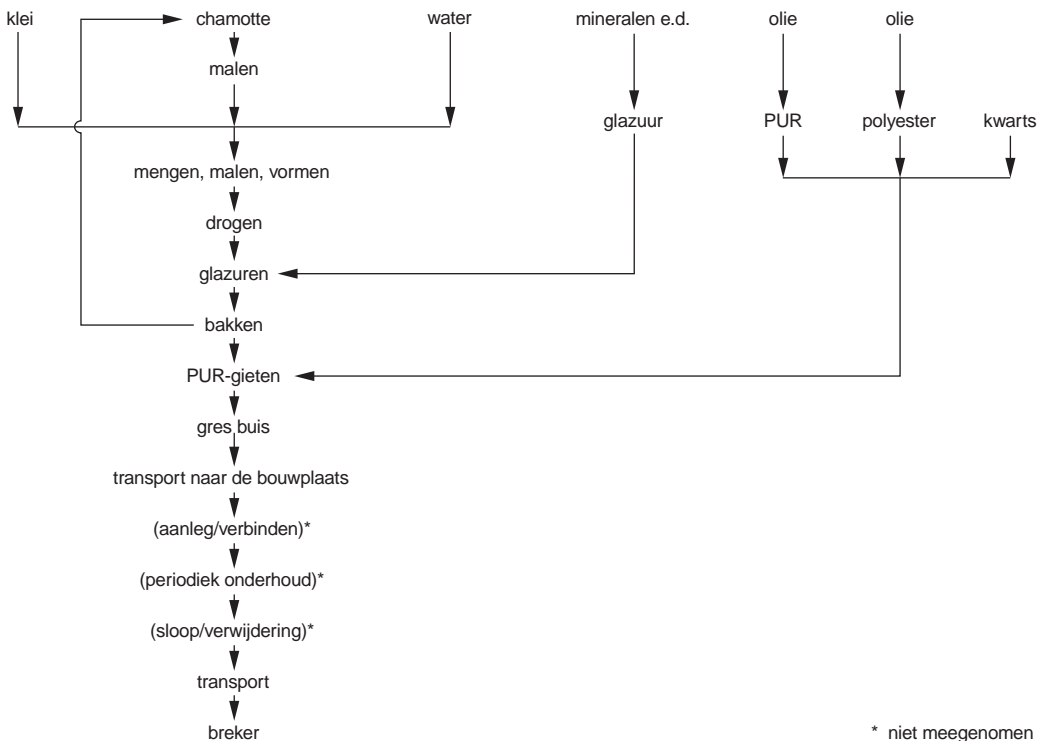 klei chamotte water mineralen e.d. olie olie
malen
glazuur PUR polyester kwarts
mengen, malen, vormen
drogen
glazuren
bakken
PUR-gieten
gres buis
transport naar de bouwplaats
(aanleg/verbinden)*
(periodiek onderhoud)*
(sloop/verwijdering)*
transport
breker
* niet meegenomen